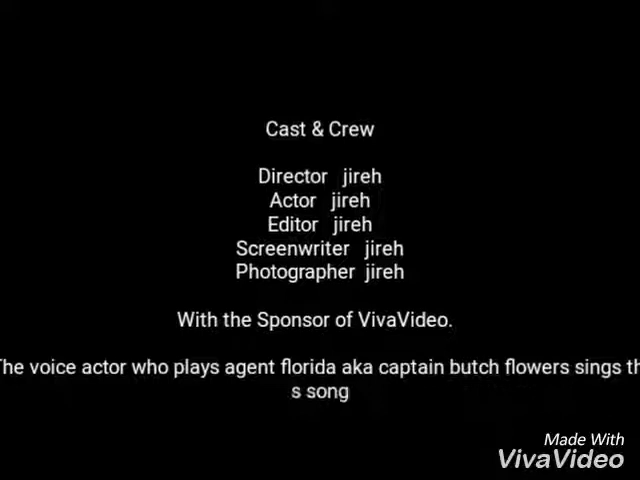 Cast & Crew
Director jireh
Actor jireh
Editor jireh
Screenwriter jireh
Photographer jireh
With the Sponsor of VivaVideo.
The voice actor who plays agent florida aka captain butch flowers sings th
s song
Made With
VivaVideo